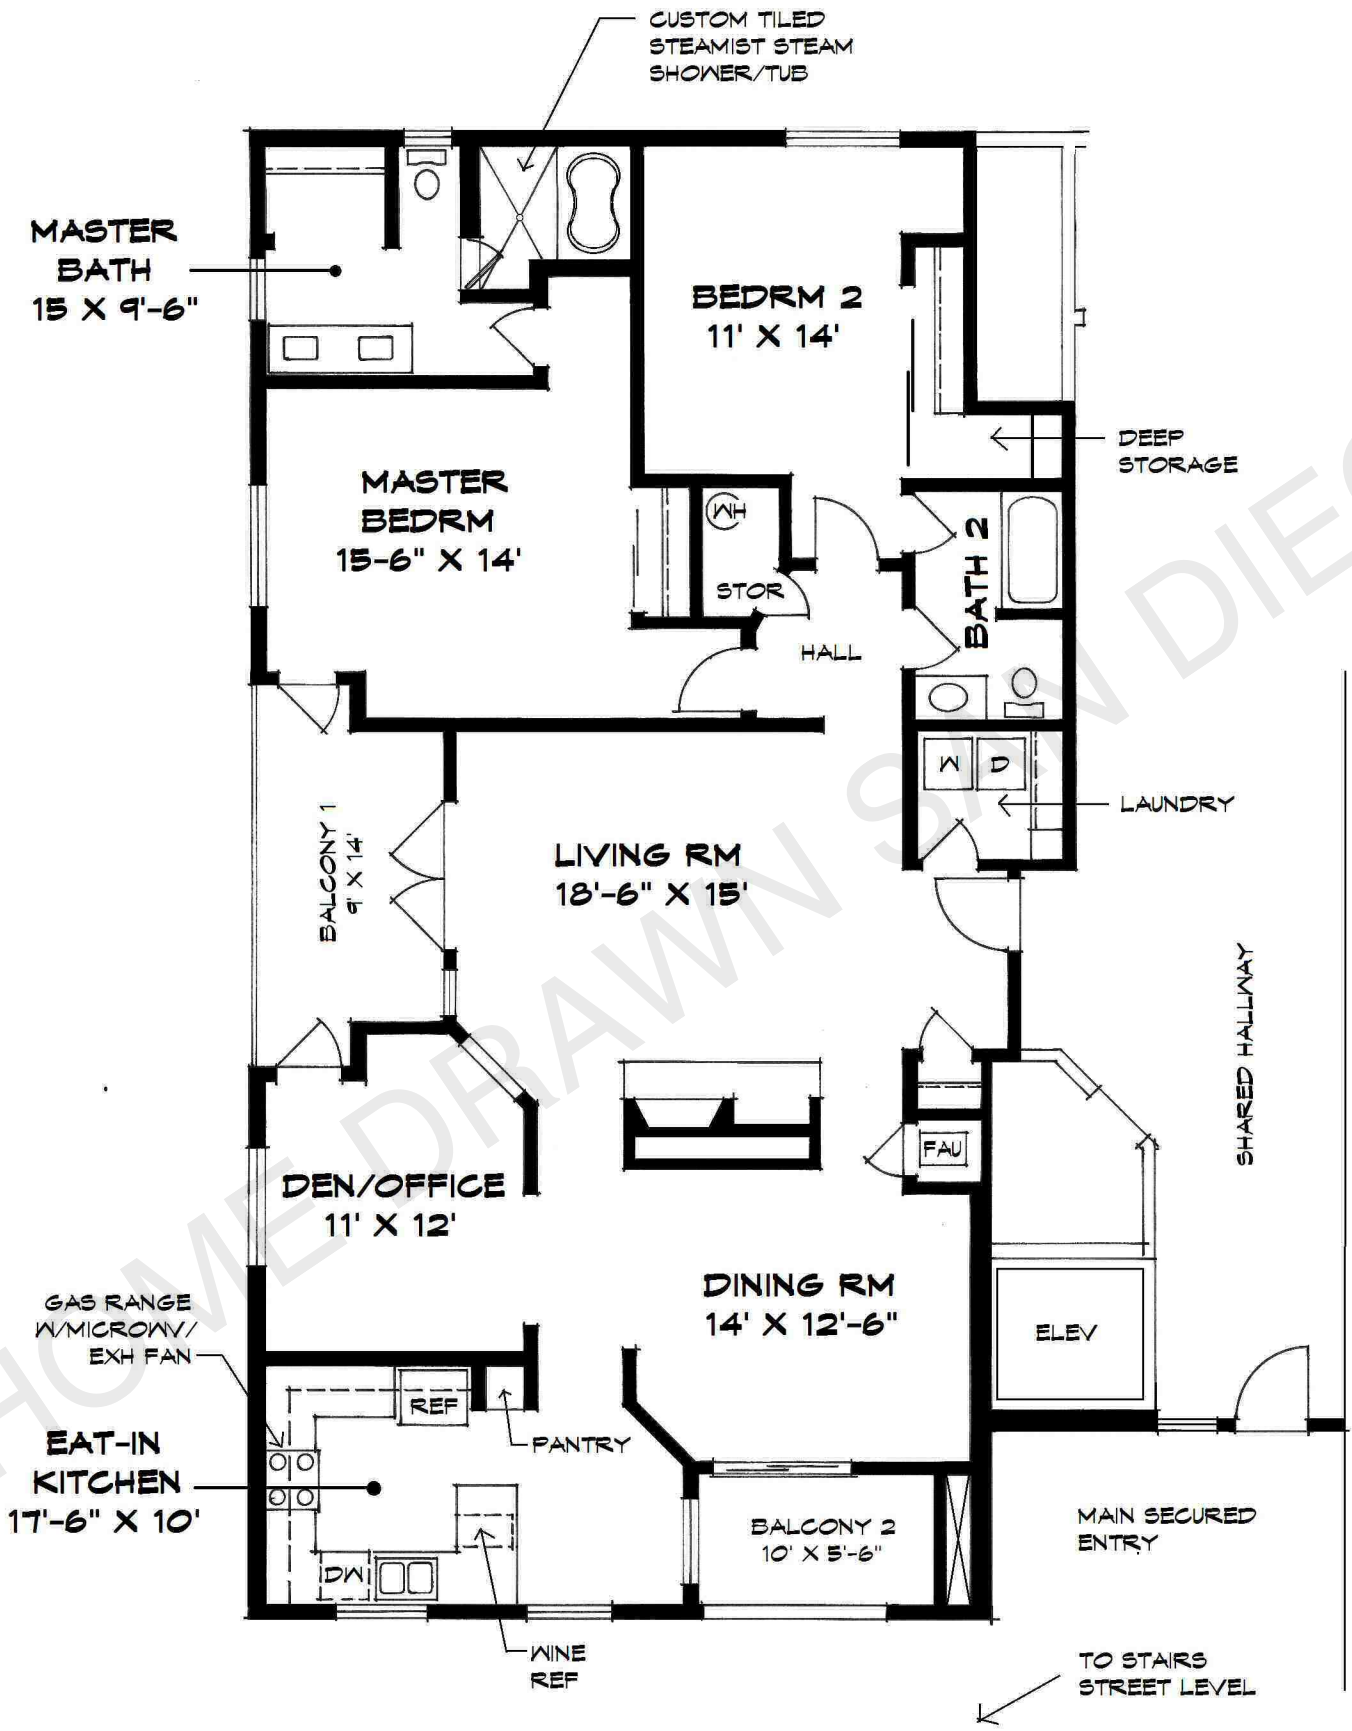 CUSTOM TILED
STEAMIST STEAM
SHOWER/TUB
MASTER
BATH
15 X 9'-6"
BEDRM 2
11' X 14'
DEEP
STORAGE
MASTER
BEDRM
15-6" X 14'
WH
STOR
BATH 2
HALL
W D
LAUNDRY
BALCONY 1
9' X 14'
LIVING RM
18'-6" X 15'
SHARED HALLWAY
FAU
DEN/OFFICE
11' X 12'
DINING RM
14' X 12'-6"
ELEV
GAS RANGE
W/MICROWV/
EXH FAN
REF
PANTRY
EAT-IN
KITCHEN
17'-6" X 10'
BALCONY 2
10' X 5'-6"
MAIN SECURED
ENTRY
DW
WINE
REF
TO STAIRS
STREET LEVEL
HOME DRAWN SAN DIEG